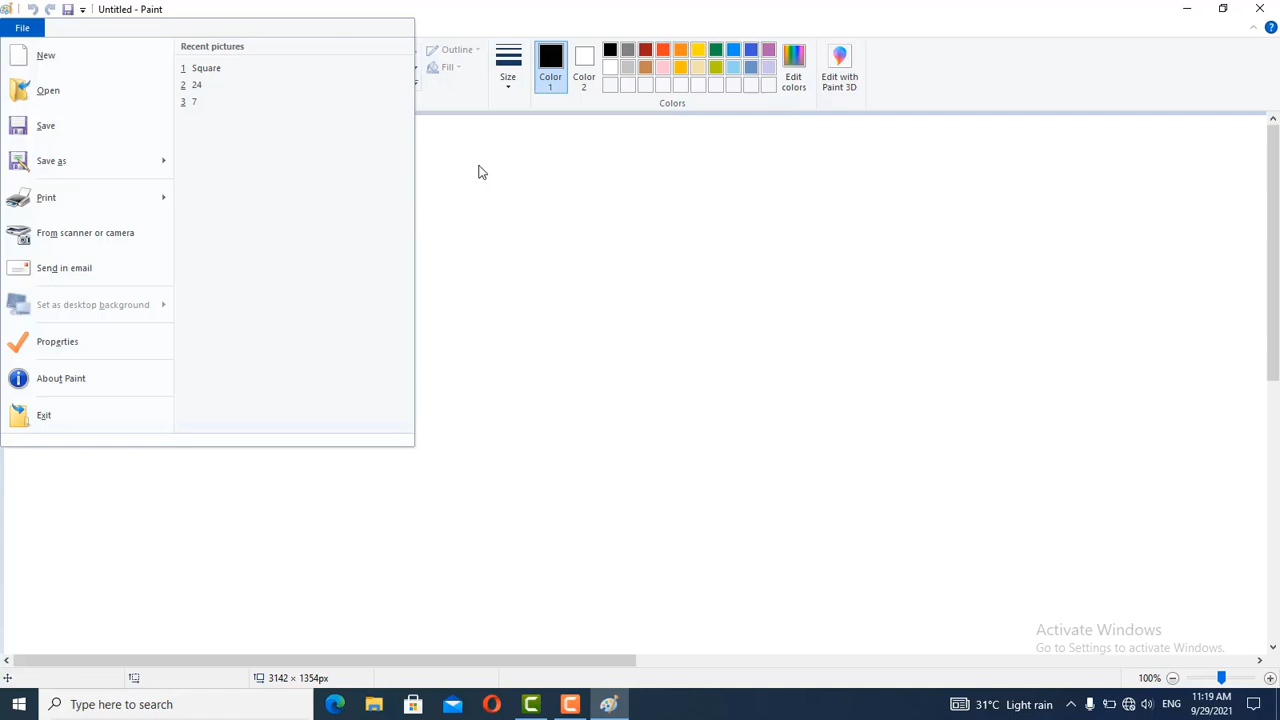 Untitled - Paint
File
New
Open
Save
Save as
Print
From scanner or camera
Send in email
Set as desktop background
Properties
About Paint
Exit
Recent pictures
1 Square
2 24
3 7
Outline
Fill
Size
Color
1
Color
2
Edit
colors
Edit with
Paint 3D
Colors
Activate Windows
Go to Settings to activate Windows.
3142 × 1354px
100%
Type here to search
31°C Light rain
ENG
11:19 AM
9/29/2021